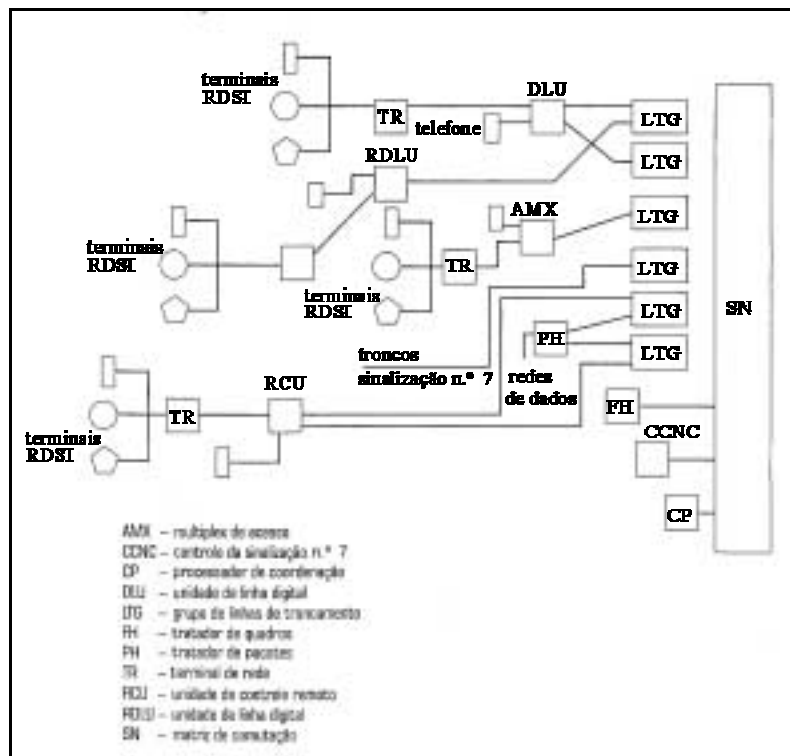 terminais
RDSI
TR
telefone
DLU
LTG
LTG
RDLU
AMX
LTG
terminais
RDSI
TR
terminais
RDSI
LTG
LTG
LTG
SN
PH
troncos
sinalização n.º 7
redes
de dados
RCU
TR
terminais
RDSI
FH
CCNC
CP
AMX – multiplex de acesso
CCNC – controle da sinalização n.º 7
CP – processador de coordenação
DLU – unidade de linha digital
LTG – grupo de linhas de troncamento
FH – tratador de quadros
PH – tratador de pacotes
TR – terminal de rede
RCU – unidade de controle remoto
RDLU – unidade de linha digital
SN – matriz de comutação